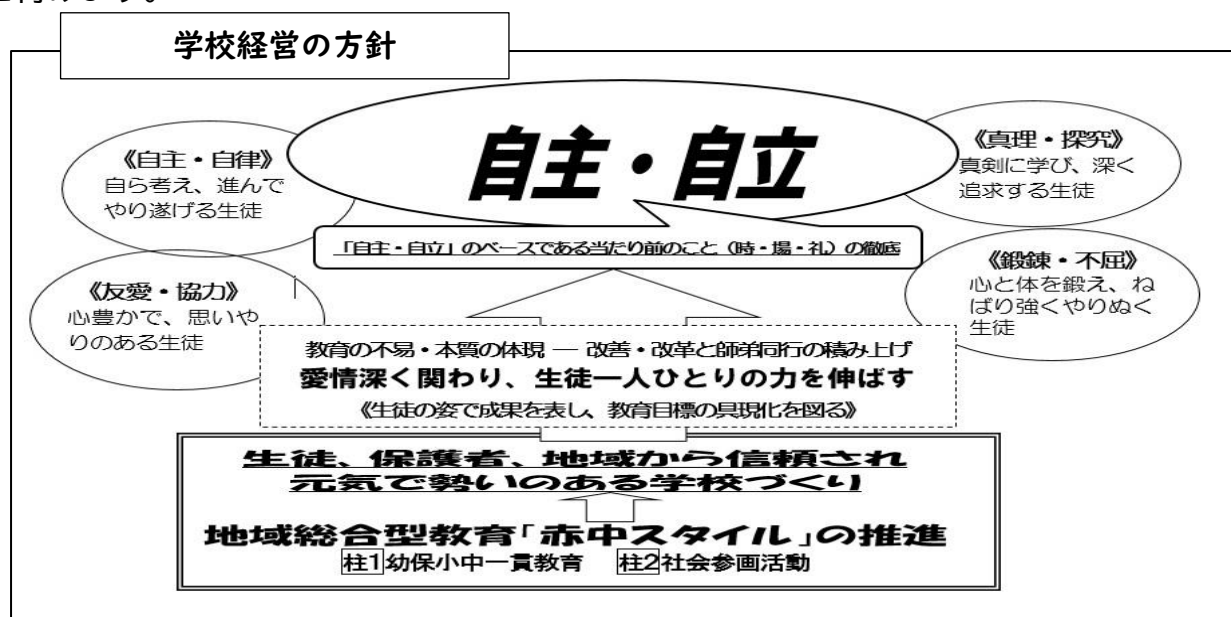 学校経営の方針
自主・自立
《自主・自律》
自ら考え、進んで
やり遂げる生徒
《真理・探究》
真剣に学び、深く
追求する生徒
「自主・自立」のベースである当たり前のこと（時・場・礼）の徹底
《友愛・協力》
心豊かで、思いや
りのある生徒
《鍛錬・不屈》
心と体を鍛え、ね
ばり強くやりぬく
生徒
教育の不易・本質の体現 ― 改善・改革と師弟同行の積み上げ
愛情深く関わり、生徒一人ひとりの力を伸ばす
《生徒の姿で成果を表し、教育目標の具現化を図る》
生徒、保護者、地域から信頼され
元気で勢いのある学校づくり
地域総合型教育「赤中スタイル」の推進
柱1幼保小中一貫教育　柱2社会参画活動